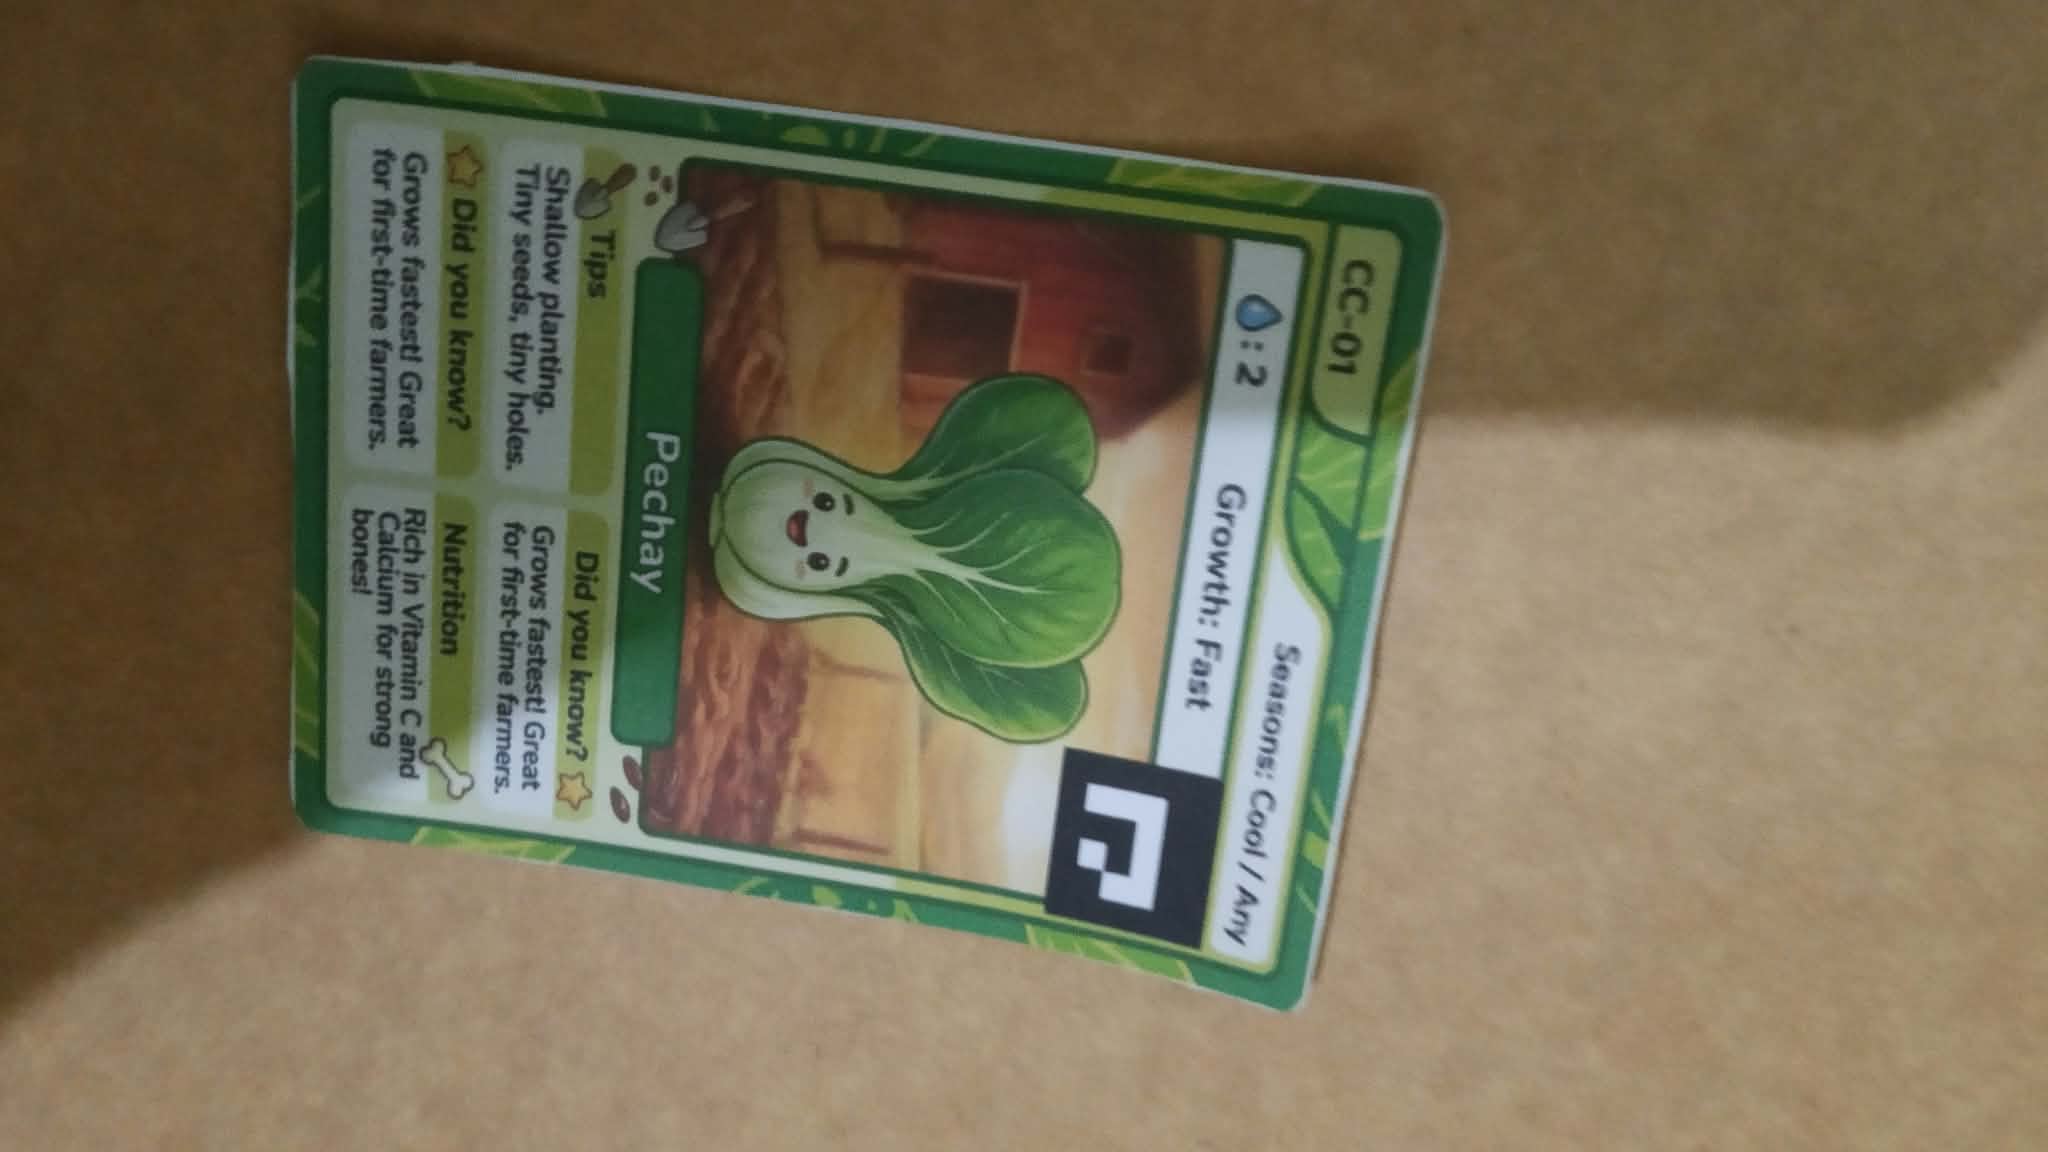 CC-01
Seasons: Cool / Any
: 2
Growth: Fast
Pechay
Tips
Shallow planting.
Tiny seeds, tiny holes.
Did you know?
Grows fastest! Great
for first-time farmers.
Did you know?
Grows fastest! Great
for first-time farmers.
Nutrition
Rich in Vitamin C and
Calcium for strong
bones!